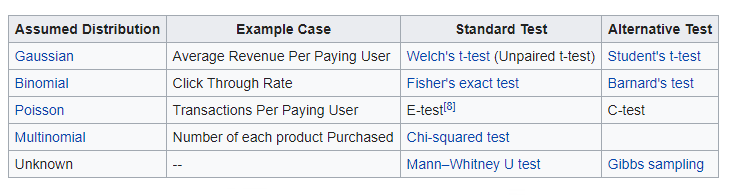 Assumed Distribution Example Case Standard Test Alternative Test
Gaussian Average Revenue Per Paying User Welch's t-test (Unpaired t-test) Student's t-test
Binomial Click Through Rate Fisher's exact test Barnard's test
Poisson Transactions Per Paying User E-test[8] C-test
Multinomial Number of each product Purchased Chi-squared test
Unknown -- Mann–Whitney U test Gibbs sampling